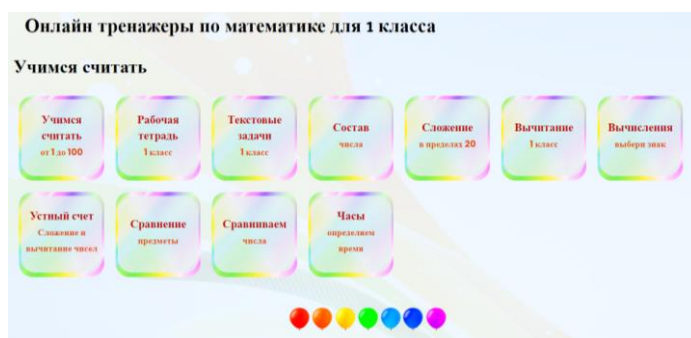 Онлайн тренажеры по математике для 1 класса
Учимся считать
Учимся
считать
от 1 до 100
Рабочая
тетрадь
1 класс
Текстовые
задачи
1 класс
Состав
числа
Сложение
в пределах 20
Вычитание
1 класс
Вычисления
выбери знак
Устный счет
Сложение и
вычитание чисел
Сравнение
предметы
Сравниваем
числа
Часы
определяем
время